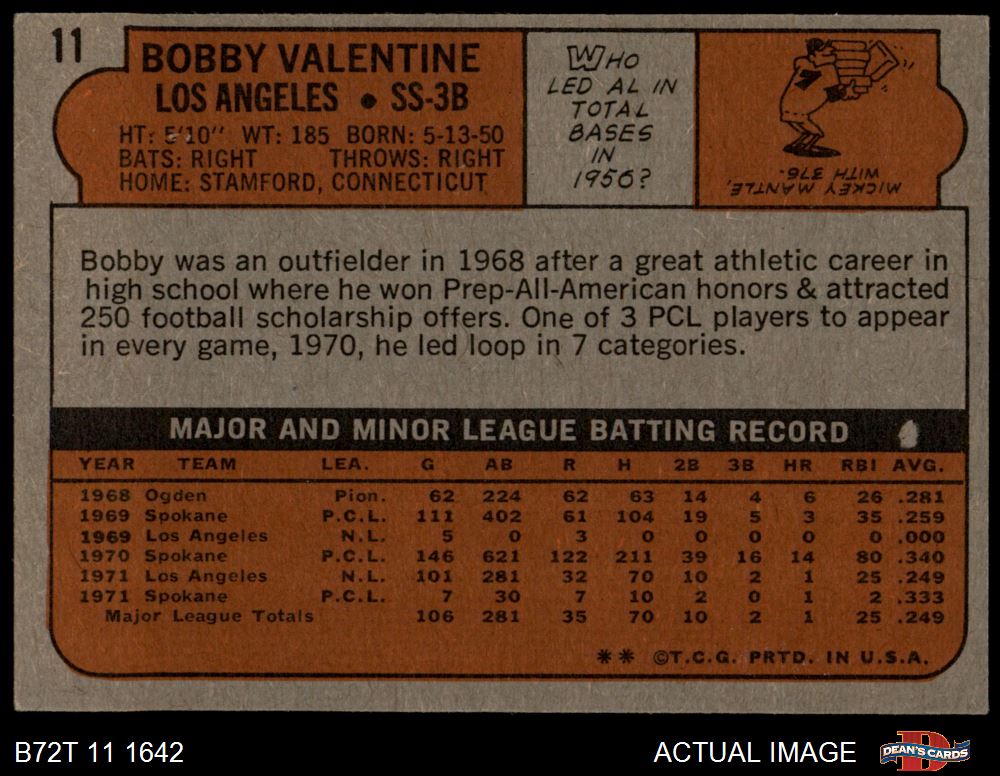 11
BOBBY VALENTINE
LOS ANGELES • SS-3B
HT: 5'10" WT: 185 BORN: 5-13-50
BATS: RIGHT THROWS: RIGHT
HOME: STAMFORD, CONNECTICUT
WHO
LED AL IN
TOTAL
BASES
IN
1956?
7
MICKEY MANTLE,
WITH 376.
Bobby was an outfielder in 1968 after a great athletic career in
high school where he won Prep-All-American honors & attracted
250 football scholarship offers. One of 3 PCL players to appear
in every game, 1970, he led loop in 7 categories.
MAJOR AND MINOR LEAGUE BATTING RECORD
YEAR TEAM LEA. G AB R H 2B 3B HR RBI AVG.
1968 Ogden Pion. 62 224 62 63 14 4 6 26 .281
1969 Spokane P.C.L. 111 402 61 104 19 5 3 35 .259
1969 Los Angeles N.L. 5 0 3 0 0 0 0 0 .000
1970 Spokane P.C.L. 146 621 122 211 39 16 14 80 .340
1971 Los Angeles N.L. 101 281 32 70 10 2 1 25 .249
1971 Spokane P.C.L. 7 30 7 10 2 0 1 2 .333
Major League Totals 106 281 35 70 10 2 1 25 .249
** ©T.C.G. PRTD. IN U.S.A.
B72T 11 1642
ACTUAL IMAGE
DEAN'S CARDS